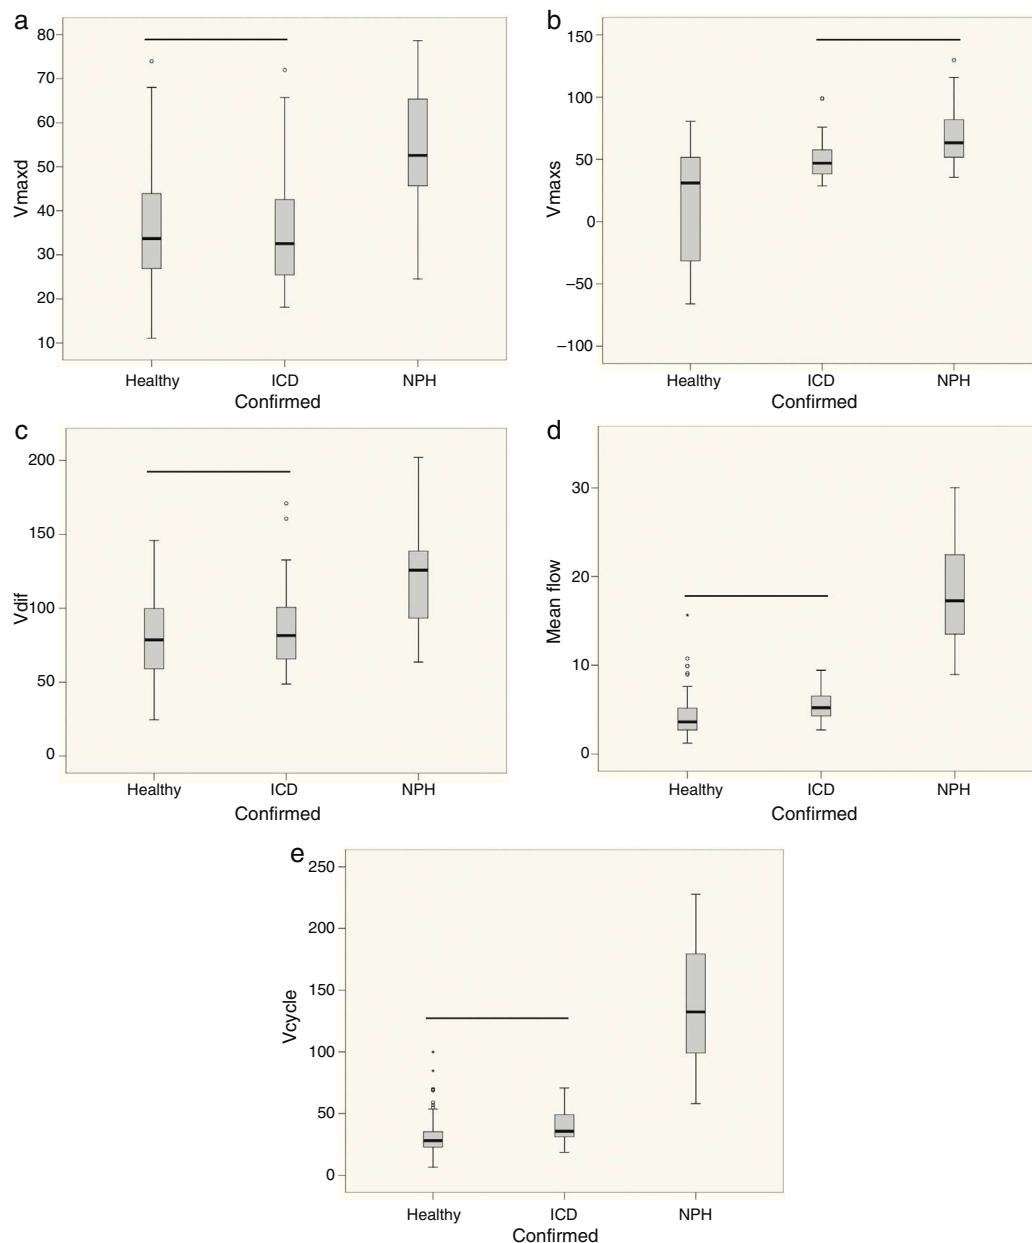 a
80
70
60
50
40
30
20
10
Vmaxd
Healthy ICD NPH
Confirmed
b
150
100
50
0
−50
−100
Vmaxs
Healthy ICD NPH
Confirmed
c
200
150
100
50
0
Vdif
Healthy ICD NPH
Confirmed
d
30
20
10
0
Mean flow
Healthy ICD NPH
Confirmed
e
250
200
150
100
50
0
Vcycle
Healthy ICD NPH
Confirmed